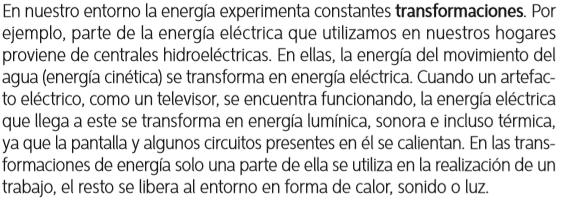 En nuestro entorno la energía experimenta constantes transformaciones. Por
ejemplo, parte de la energía eléctrica que utilizamos en nuestros hogares
proviene de centrales hidroeléctricas. En ellas, la energía del movimiento del
agua (energía cinética) se transforma en energía eléctrica. Cuando un artefac-
to eléctrico, como un televisor, se encuentra funcionando, la energía eléctrica
que llega a este se transforma en energía lumínica, sonora e incluso térmica,
ya que la pantalla y algunos circuitos presentes en él se calientan. En las trans-
formaciones de energía solo una parte de ella se utiliza en la realización de un
trabajo, el resto se libera al entorno en forma de calor, sonido o luz.